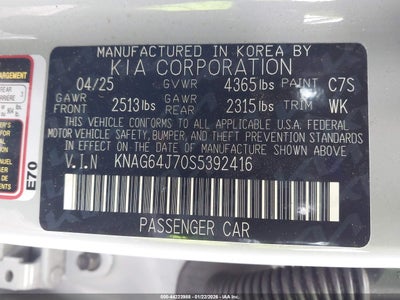 MANUFACTURED IN KOREA BY
KIA CORPORATION
04/25 GVWR 4365 lbs PAINT C7S
GAWR FRONT 2513 lbs GAWR REAR 2315 lbs TRIM WK
THIS VEHICLE CONFORMS TO ALL APPLICABLE U.S.A. FEDERAL
MOTOR VEHICLE SAFETY, BUMPER, AND THEFT PREVENTION
STANDARDS IN EFFECT ON THE DATE OF MANUFACTURE SHOWN ABOVE.
V.I.N KNAG64J70S5392416
PASSENGER CAR
E70